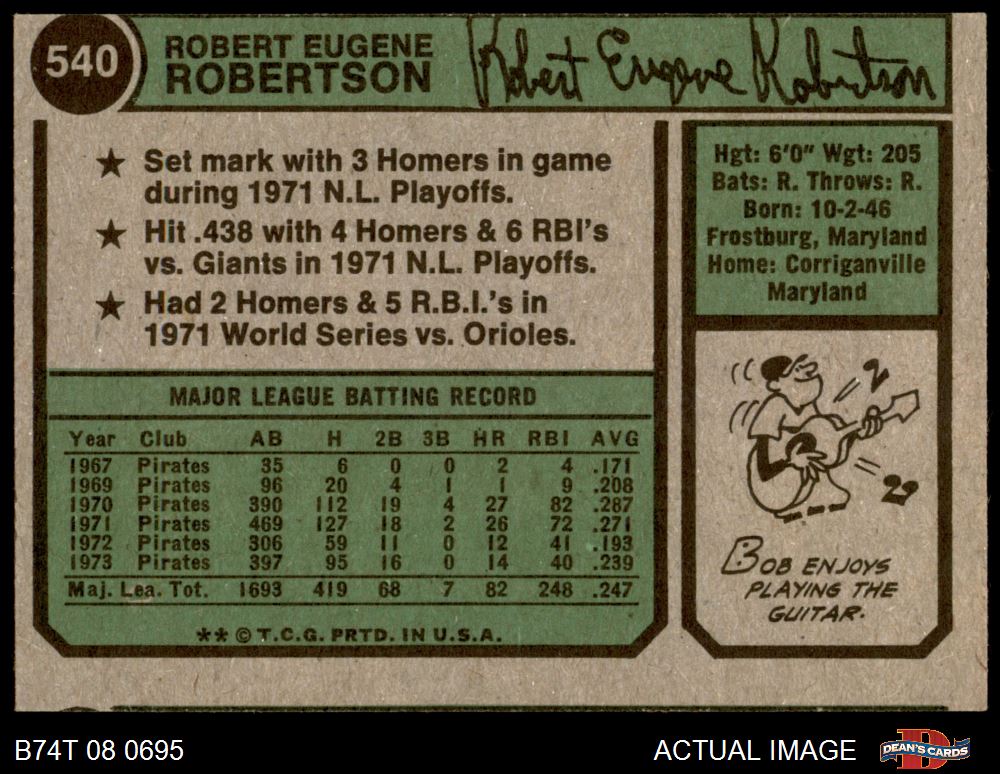 540
ROBERT EUGENE
ROBERTSON
Robert Eugene Robertson
★ Set mark with 3 Homers in game
during 1971 N.L. Playoffs.
★ Hit .438 with 4 Homers & 6 RBI's
vs. Giants in 1971 N.L. Playoffs.
★ Had 2 Homers & 5 R.B.I.'s in
1971 World Series vs. Orioles.
MAJOR LEAGUE BATTING RECORD
Year Club AB H 2B 3B HR RBI AVG
1967 Pirates 35 6 0 0 2 4 .171
1969 Pirates 96 20 4 1 1 9 .208
1970 Pirates 390 112 19 4 27 82 .287
1971 Pirates 469 127 18 2 26 72 .271
1972 Pirates 306 59 11 0 12 41 .193
1973 Pirates 397 95 16 0 14 40 .239
Maj. Lea. Tot. 1693 419 68 7 82 248 .247
** © T.C.G. PRTD. IN U.S.A.
Hgt: 6'0" Wgt: 205
Bats: R. Throws: R.
Born: 10-2-46
Frostburg, Maryland
Home: Corriganville
Maryland
BOB ENJOYS
PLAYING THE
GUITAR.
B74T 08 0695
ACTUAL IMAGE
DEAN'S CARDS